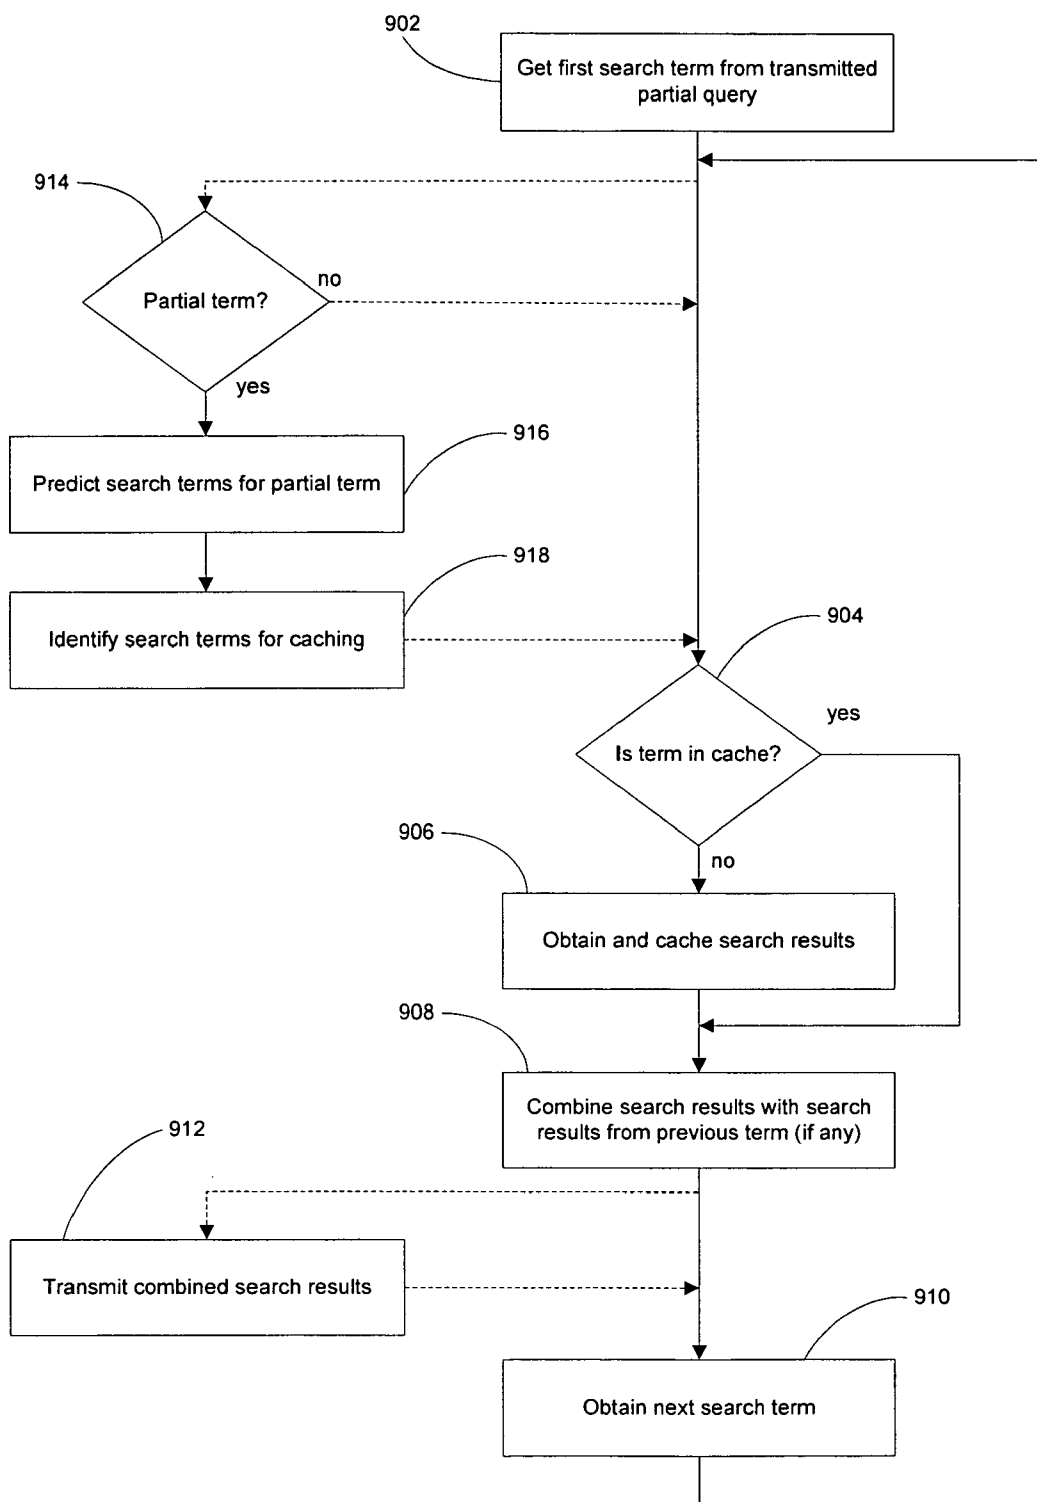 902
Get first search term from transmitted
partial query
914
Partial term?
no
yes
916
Predict search terms for partial term
918
Identify search terms for caching
904
Is term in cache?
yes
906
no
Obtain and cache search results
908
Combine search results with search
results from previous term (if any)
912
Transmit combined search results
910
Obtain next search term